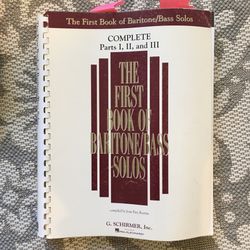 The First Book of Baritone/Bass Solos
COMPLETE
Parts I, II, and III
THE
FIRST
BOOK OF
BARITONE/BASS
SOLOS
compiled by Joan Frey Boytim
G. SCHIRMER, Inc.